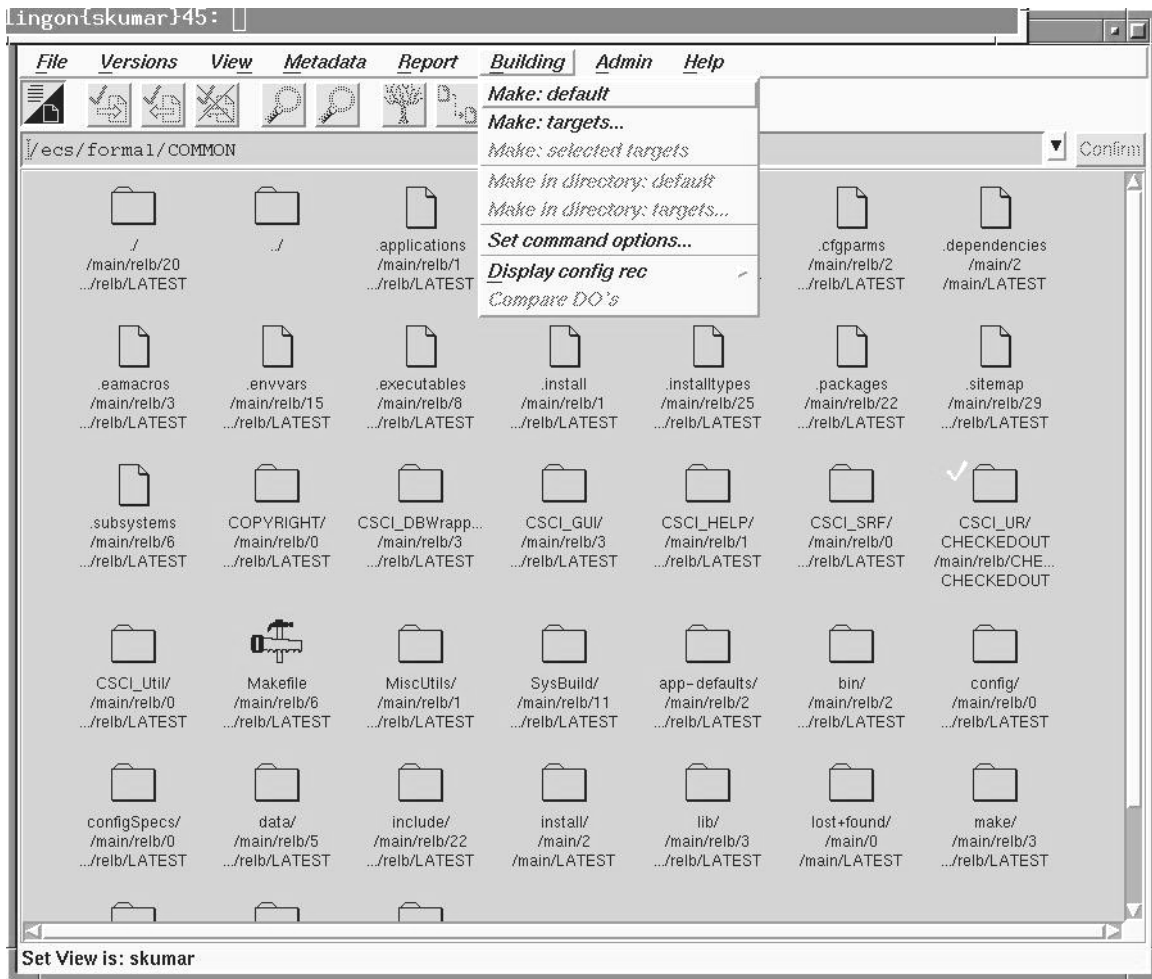 lingon{skumar}45:
File Versions View Metadata Report Building Admin Help
Make: default
Make: targets...
Make: selected targets
Make in directory: default
Make in directory: targets...
Set command options...
Display config rec
Compare DO's
/ecs/formal/COMMON
Confirm
./ ../ .applications .cfgparms .dependencies
/main/relb/20 /main/relb/1 /main/relb/2 /main/2
.../relb/LATEST .../relb/LATEST .../relb/LATEST /main/LATEST
.eamacros .envvars .executables .install .installtypes .packages .sitemap
/main/relb/3 /main/relb/15 /main/relb/8 /main/relb/1 /main/relb/25 /main/relb/22 /main/relb/29
.../relb/LATEST .../relb/LATEST .../relb/LATEST .../relb/LATEST .../relb/LATEST .../relb/LATEST .../relb/LATEST
.subsystems COPYRIGHT/ CSCI_DBWrapp... CSCI_GUI/ CSCI_HELP/ CSCI_SRF/ CSCI_UR/
/main/relb/6 /main/relb/0 /main/relb/3 /main/relb/3 /main/relb/1 /main/relb/0 CHECKEDOUT
.../relb/LATEST .../relb/LATEST .../relb/LATEST .../relb/LATEST .../relb/LATEST .../relb/LATEST /main/relb/CHE...
CHECKEDOUT
CSCI_Util/ Makefile MiscUtils/ SysBuild/ app-defaults/ bin/ config/
/main/relb/0 /main/relb/6 /main/relb/1 /main/relb/11 /main/relb/2 /main/relb/2 /main/relb/0
.../relb/LATEST .../relb/LATEST .../relb/LATEST .../relb/LATEST .../relb/LATEST .../relb/LATEST .../relb/LATEST
configSpecs/ data/ include/ install/ lib/ lost+found/ make/
/main/relb/0 /main/relb/5 /main/relb/22 /main/2 /main/relb/3 /main/0 /main/relb/3
.../relb/LATEST .../relb/LATEST .../relb/LATEST /main/LATEST .../relb/LATEST /main/LATEST .../relb/LATEST
Set View is: skumar